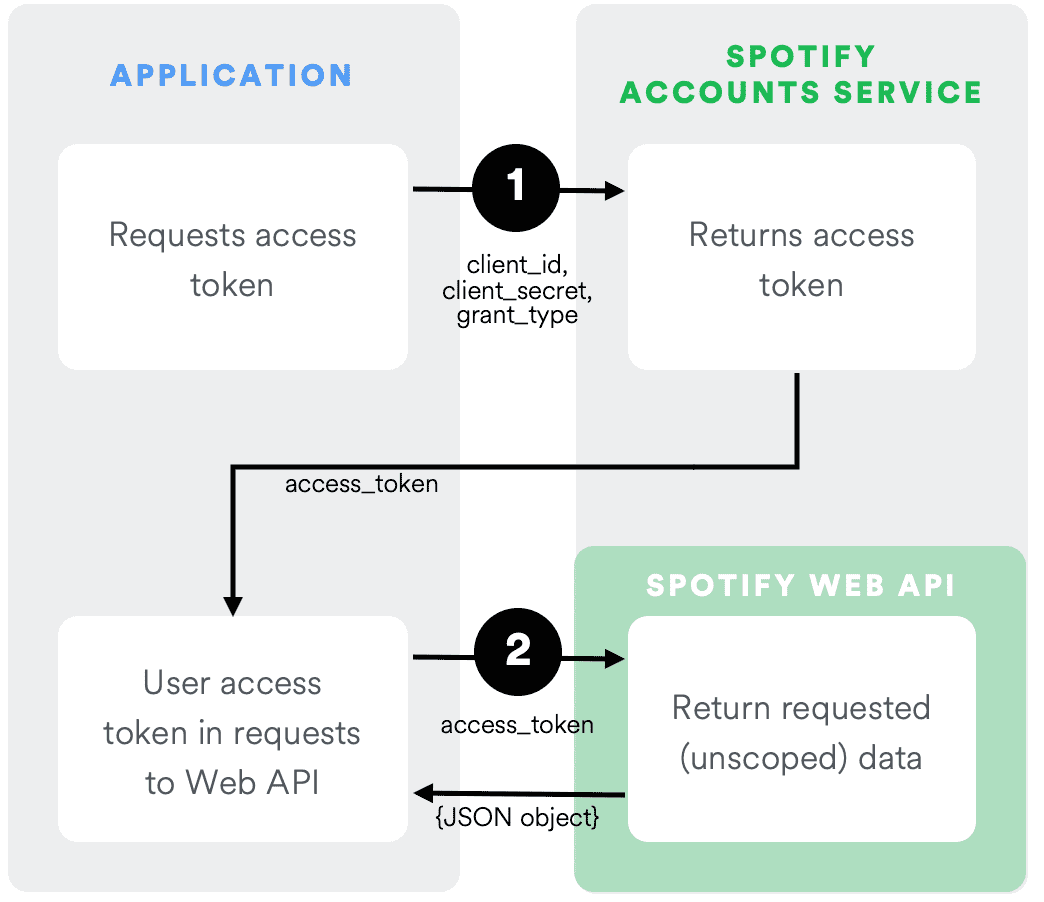 APPLICATION
SPOTIFY
ACCOUNTS SERVICE
Requests access
token
1
client_id,
client_secret,
grant_type
Returns access
token
access_token
SPOTIFY WEB API
User access
token in requests
to Web API
2
access_token
{JSON object}
Return requested
(unscoped) data